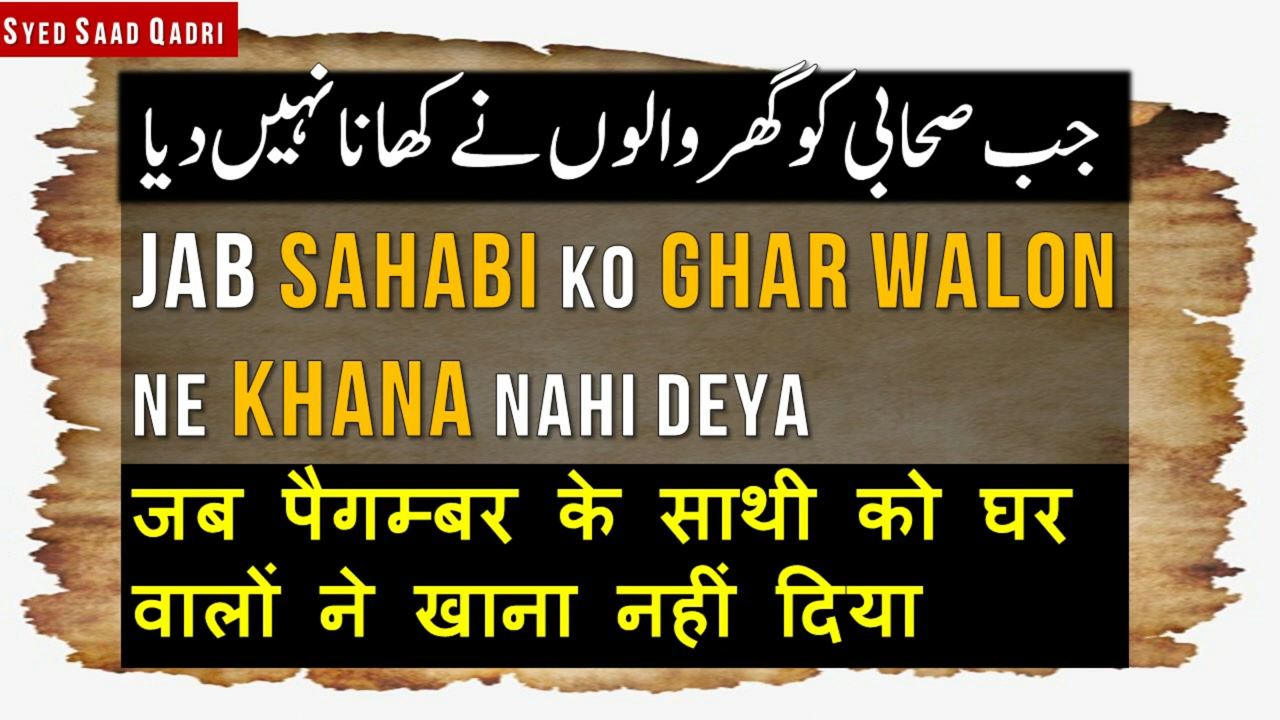 SYED SAAD QADRI
جب صحابی کو گھر والوں نے کھانا نہیں دیا
JAB SAHABI KO GHAR WALON
NE KHANA NAHI DEYA
जब पैगम्बर के साथी को घर
वालों ने खाना नहीं दिया